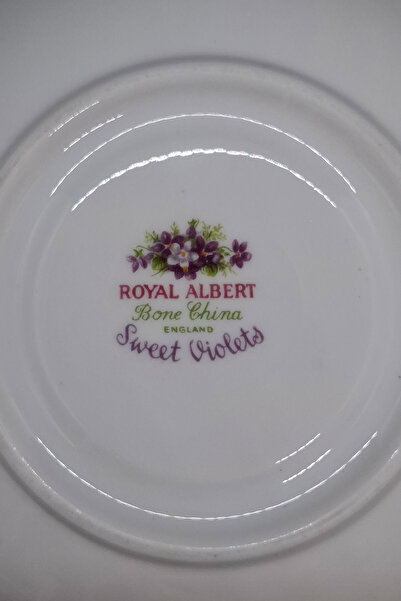 ROYAL ALBERT
Bone China
ENGLAND
Sweet Violets